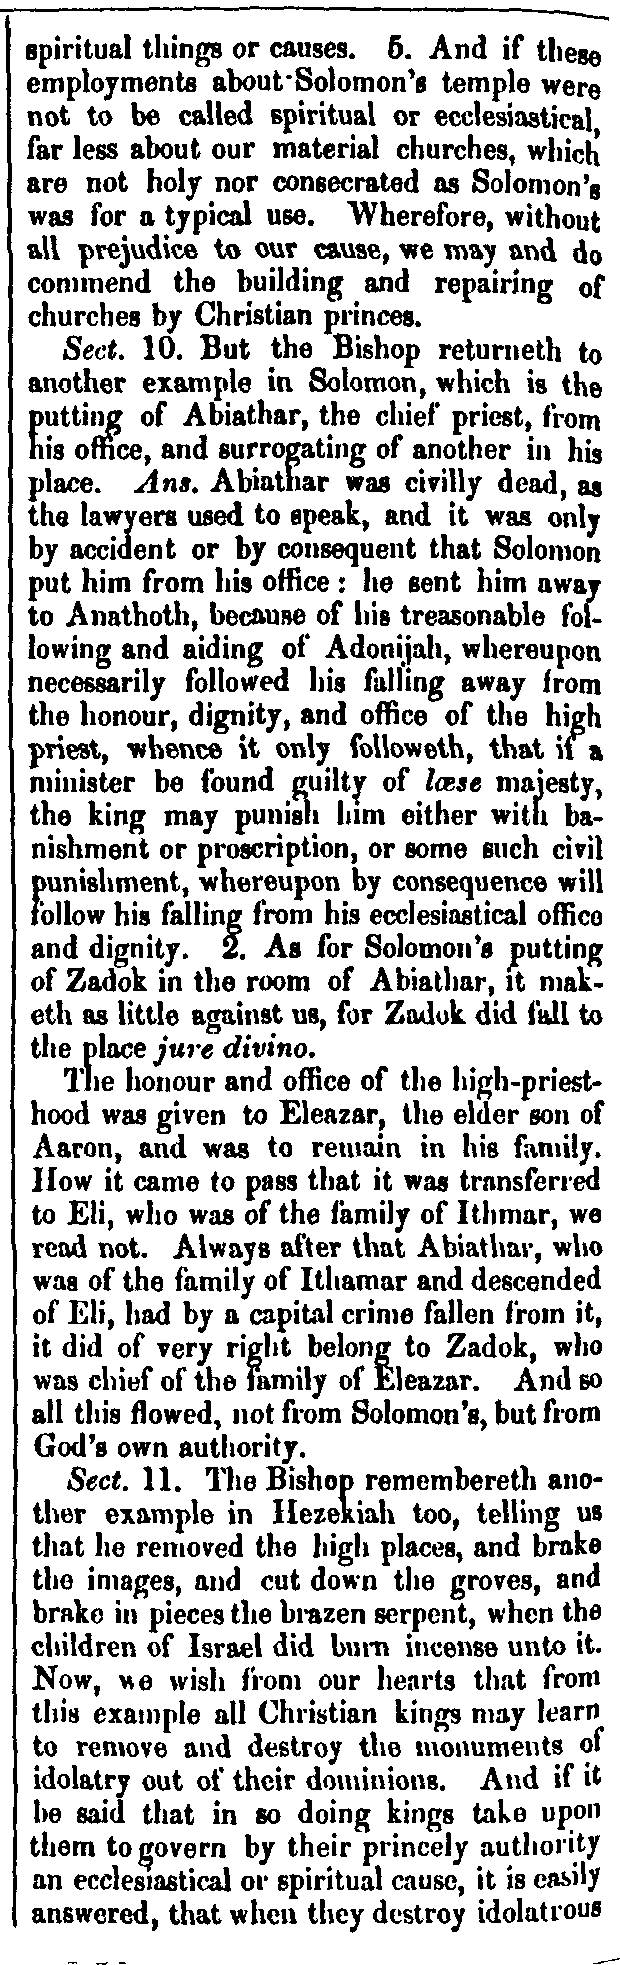 spiritual things or causes. 5. And if these
employments about Solomon's temple were
not to be called spiritual or ecclesiastical,
far less about our material churches, which
are not holy nor consecrated as Solomon's
was for a typical use. Wherefore, without
all prejudice to our cause, we may and do
commend the building and repairing of
churches by Christian princes.
Sect. 10. But the Bishop returneth to
another example in Solomon, which is the
putting of Abiathar, the chief priest, from
his office, and surrogating of another in his
place. Ans. Abiathar was civilly dead, as
the lawyers used to speak, and it was only
by accident or by consequent that Solomon
put him from his office: he sent him away
to Anathoth, because of his treasonable fol-
lowing and aiding of Adonijah, whereupon
necessarily followed his falling away from
the honour, dignity, and office of the high
priest, whence it only followeth, that if a
minister be found guilty of læse majesty,
the king may punish him either with ba-
nishment or proscription, or some such civil
punishment, whereupon by consequence will
follow his falling from his ecclesiastical office
and dignity. 2. As for Solomon's putting
of Zadok in the room of Abiathar, it mak-
eth as little against us, for Zadok did fall to
the place jure divino.
The honour and office of the high-priest-
hood was given to Eleazar, the elder son of
Aaron, and was to remain in his family.
How it came to pass that it was transferred
to Eli, who was of the family of Ithmar, we
read not. Always after that Abiathar, who
was of the family of Ithamar and descended
of Eli, had by a capital crime fallen from it,
it did of very right belong to Zadok, who
was chief of the family of Eleazar. And so
all this flowed, not from Solomon's, but from
God's own authority.
Sect. 11. The Bishop remembereth ano-
ther example in Hezekiah too, telling us
that he removed the high places, and brake
the images, and cut down the groves, and
brake in pieces the brazen serpent, when the
children of Israel did burn incense unto it.
Now, we wish from our hearts that from
this example all Christian kings may learn
to remove and destroy the monuments of
idolatry out of their dominions. And if it
be said that in so doing kings take upon
them to govern by their princely authority
an ecclesiastical or spiritual cause, it is easily
answered, that when they destroy idolatrous